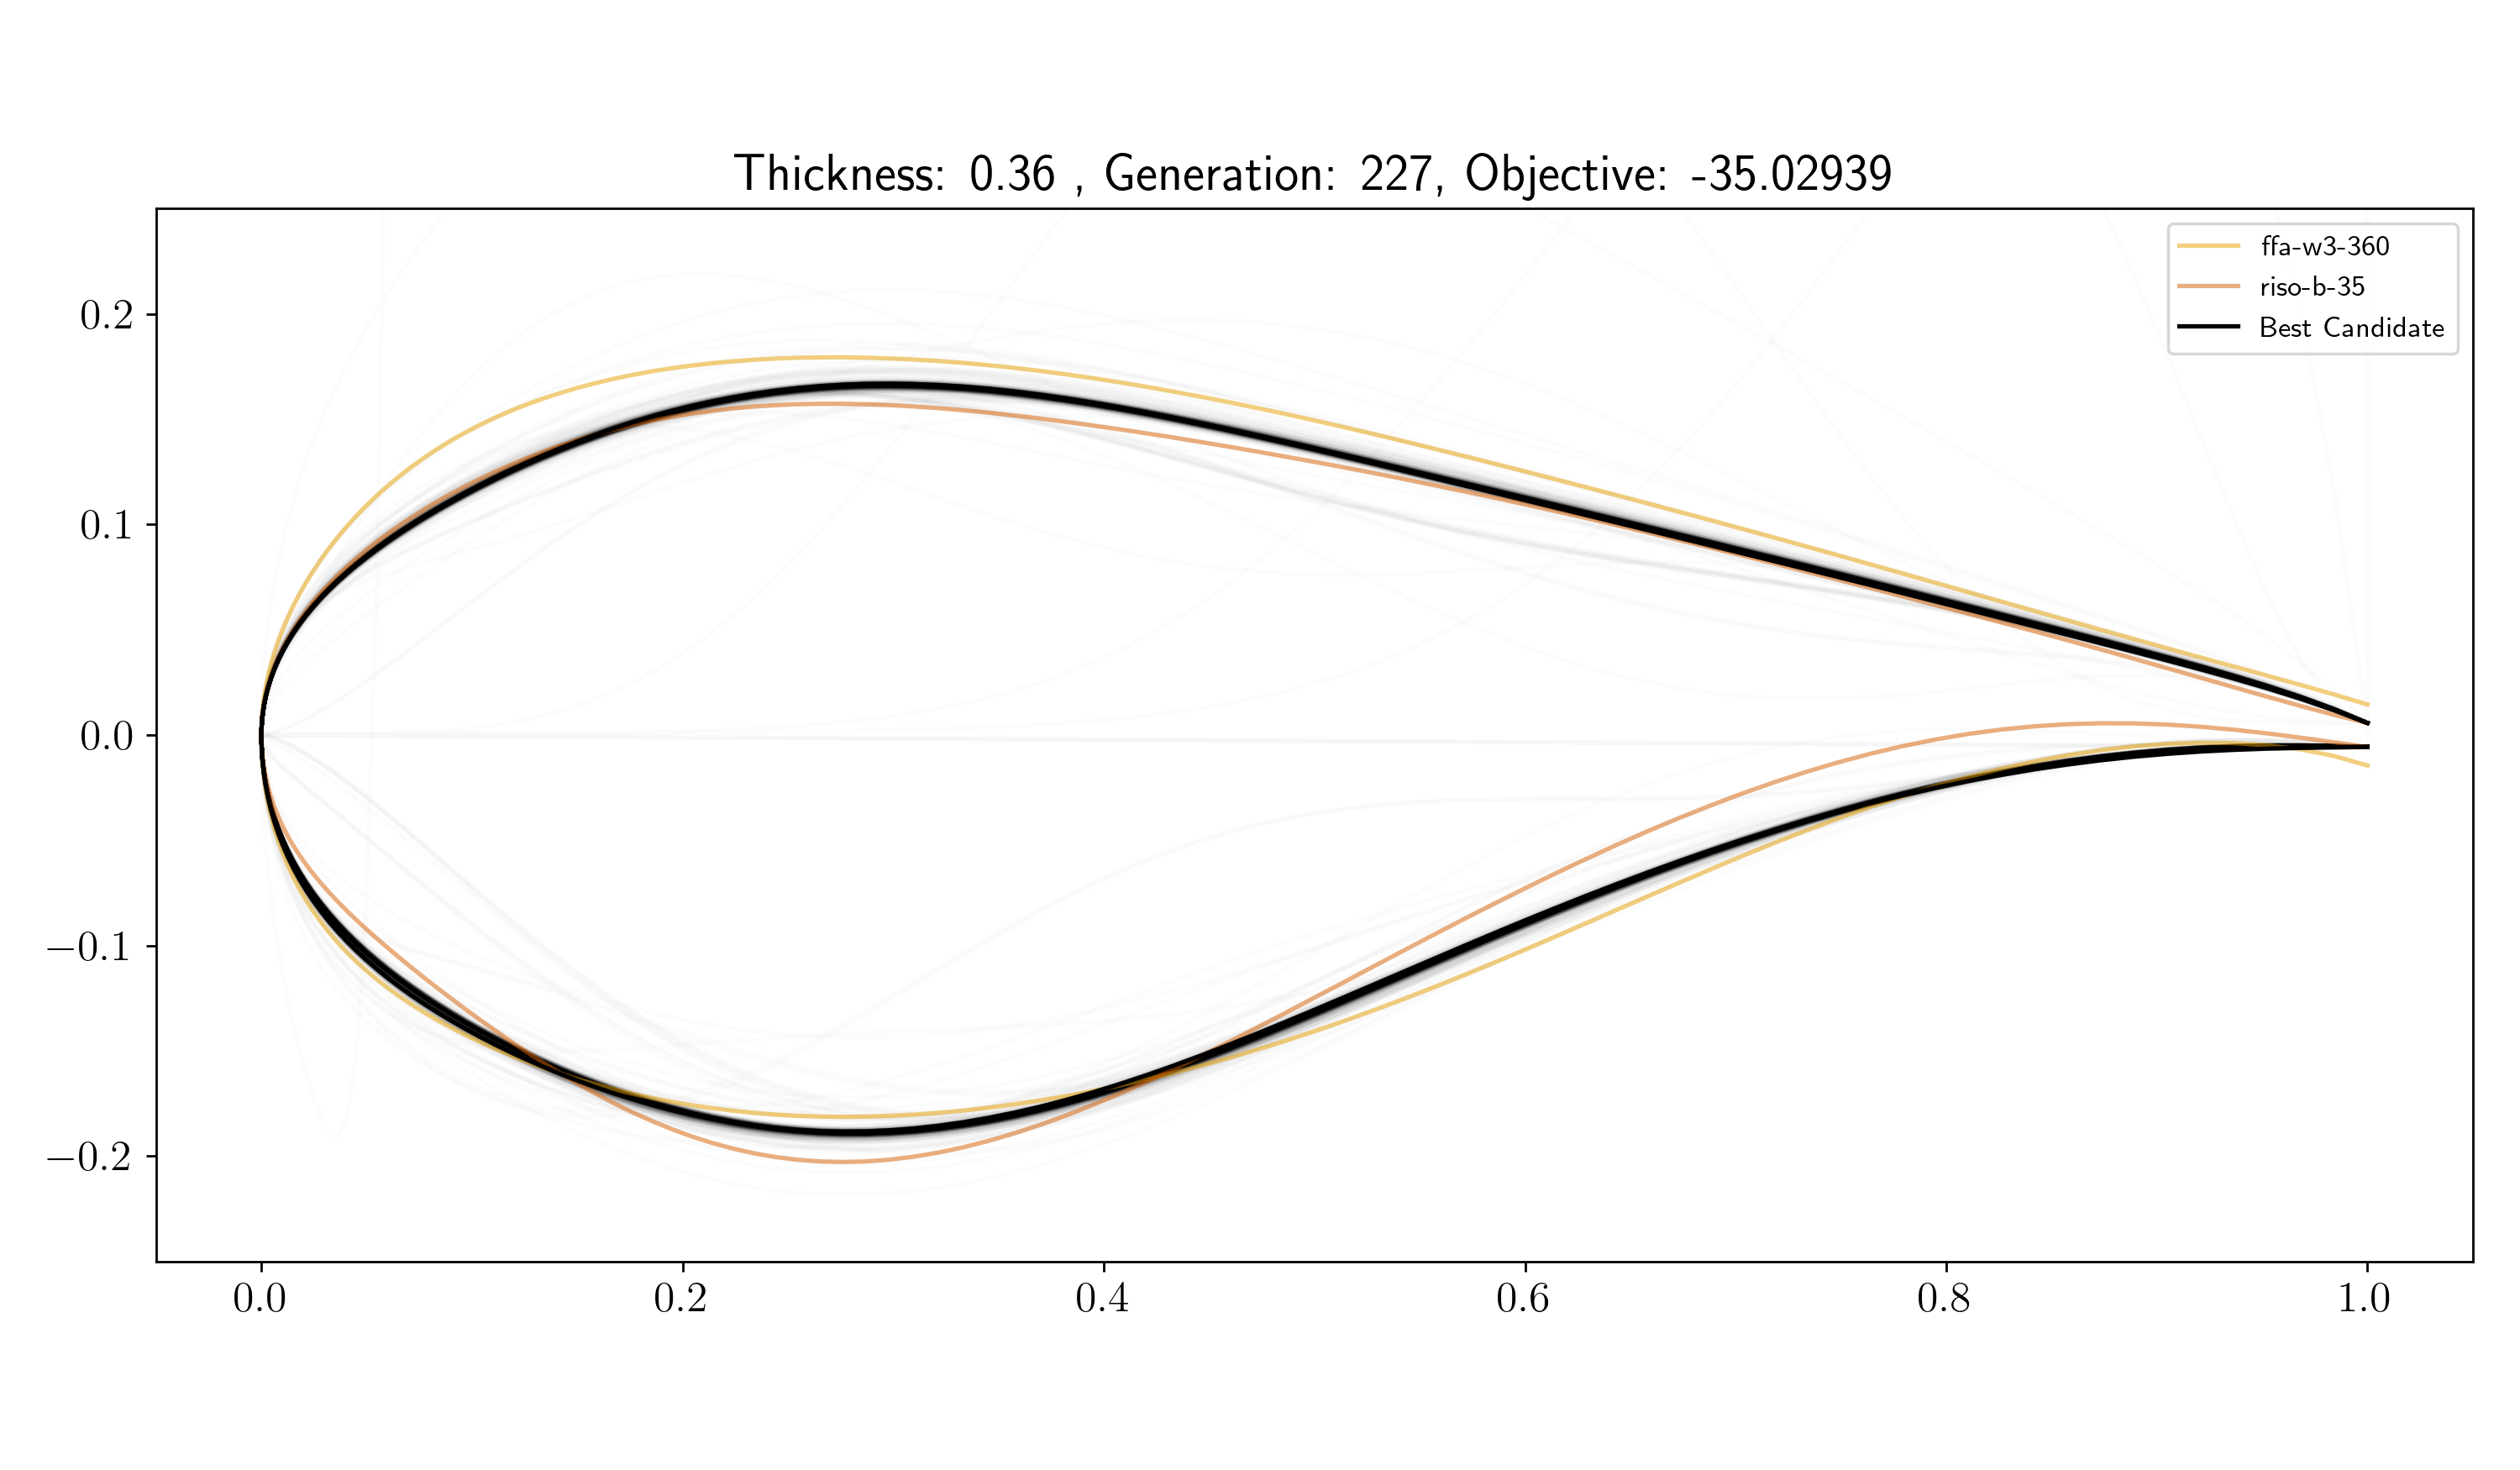 Thickness: 0.36 , Generation: 227, Objective: -35.02939
ffa-w3-360
riso-b-35
Best Candidate
0.2
0.1
0.0
−0.1
−0.2
0.0 0.2 0.4 0.6 0.8 1.0